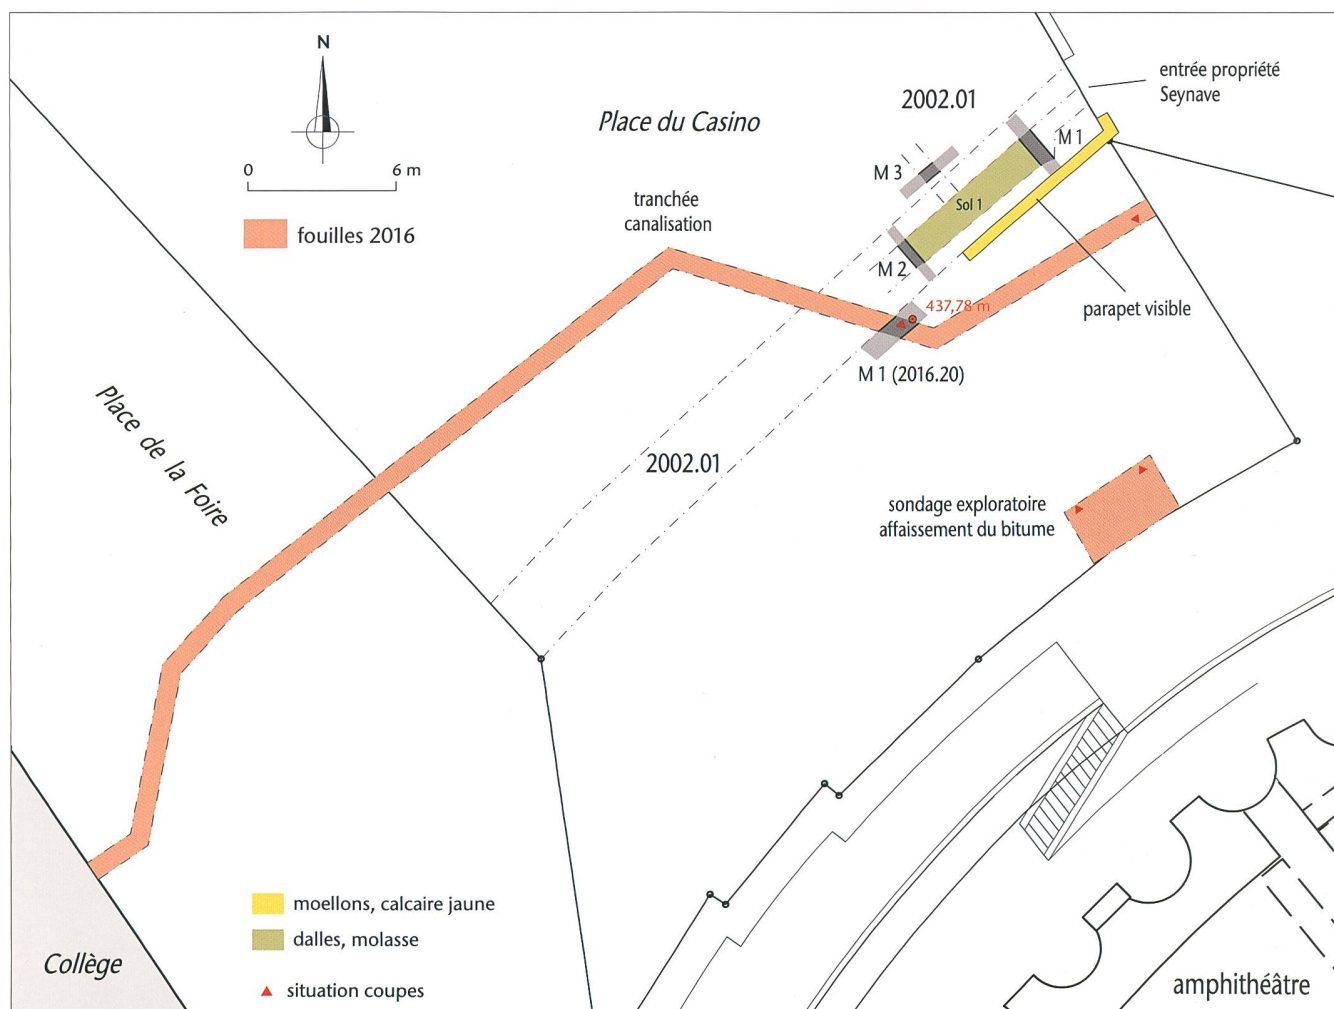 N
0 6 m
fouilles 2016
Place du Casino
2002.01
entrée propriété
Seynave
M 1
M 3
Sol 1
M 2
tranchée
canalisation
437,78 m
parapet visible
M 1 (2016.20)
Place de la Foire
2002.01
sondage exploratoire
affaissement du bitume
moellons, calcaire jaune
dalles, molasse
situation coupes
Collège
amphithéâtre